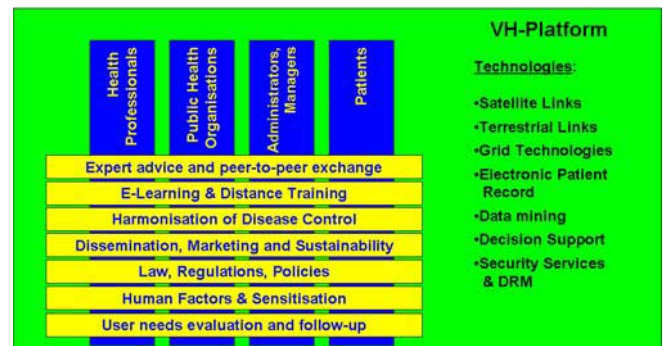 Health
Professionals
Public Health
Organisations
Administrators,
Managers
Patients
Expert advice and peer-to-peer exchange
E-Learning & Distance Training
Harmonisation of Disease Control
Dissemination, Marketing and Sustainability
Law, Regulations, Policies
Human Factors & Sensitisation
User needs evaluation and follow-up
VH-Platform
Technologies:
•Satellite Links
•Terrestrial Links
•Grid Technologies
•Electronic Patient
Record
•Data mining
•Decision Support
•Security Services
& DRM